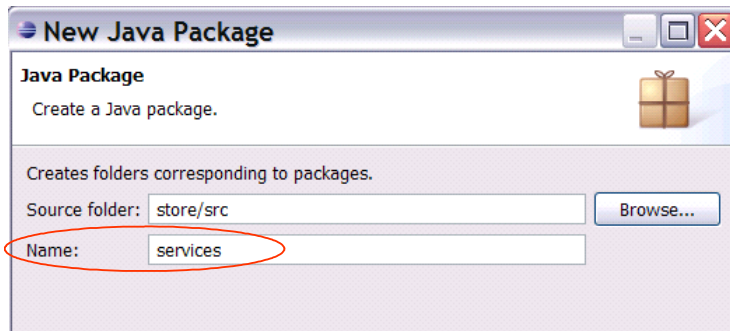 New Java Package
Java Package
Create a Java package.
Creates folders corresponding to packages.
Source folder: store/src Browse...
Name: services